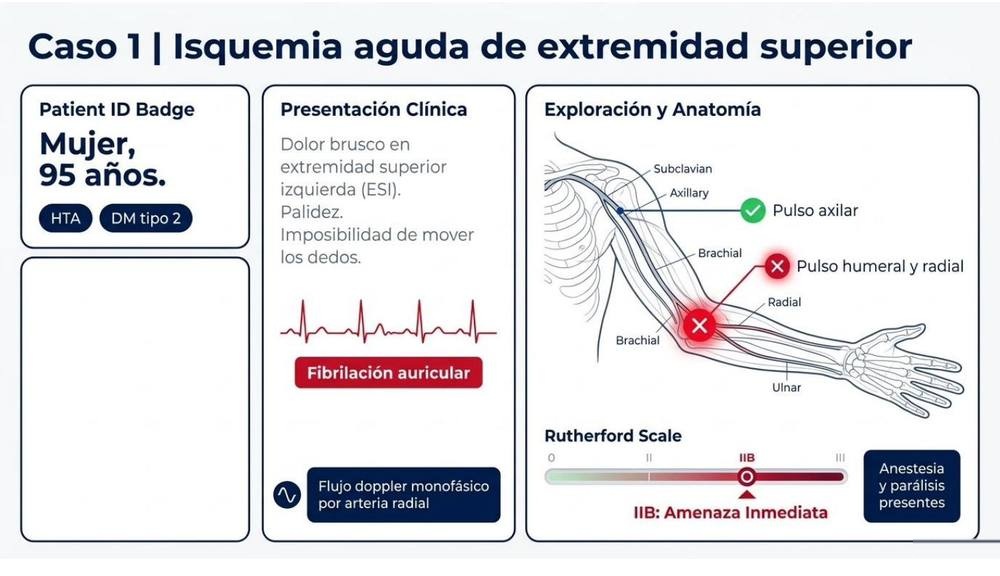 Caso 1 | Isquemia aguda de extremidad superior
Patient ID Badge
Mujer,
95 años.
HTA
DM tipo 2
Presentación Clínica
Dolor brusco en
extremidad superior
izquierda (ESI).
Palidez.
Imposibilidad de mover
los dedos.
Fibrilación auricular
Flujo doppler monofásico
por arteria radial
Exploración y Anatomía
Subclavian
Axillary
Pulso axilar
Brachial
Pulso humeral y radial
Radial
Brachial
Ulnar
Rutherford Scale
0
II
IIB
III
IIB: Amenaza Inmediata
Anestesia
y parálisis
presentes